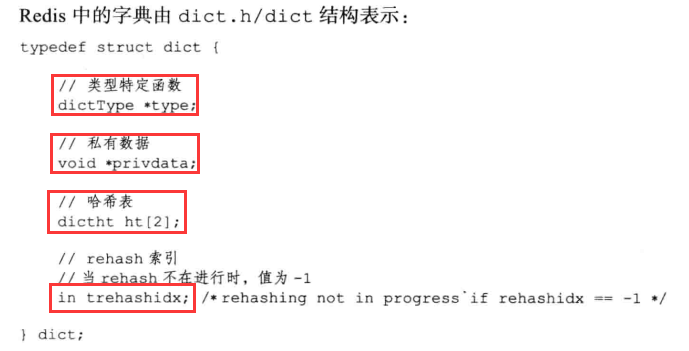 Redis 中的字典由 dict.h/dict 结构表示：
typedef struct dict {
// 类型特定函数
dictType *type;
// 私有数据
void *privdata;
// 哈希表
dictht ht[2];
// rehash 索引
// 当 rehash 不在进行时，值为 -1
in trehashidx; /* rehashing not in progress if rehashidx == -1 */
} dict;